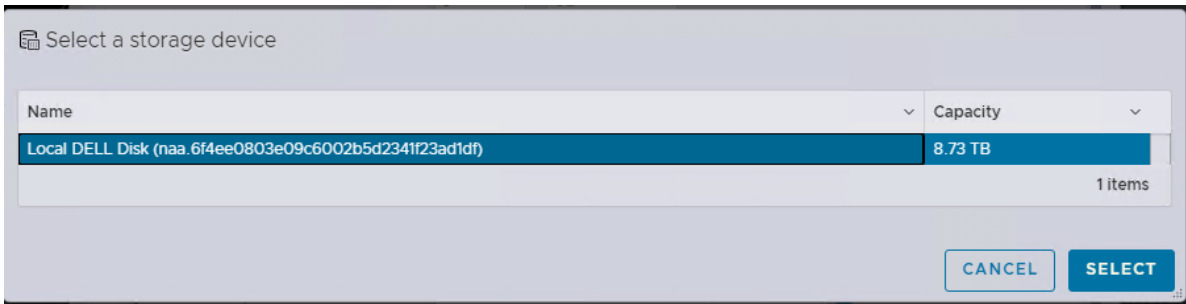 Select a storage device
Name Capacity
Local DELL Disk (naa.6f4ee0803e09c6002b5d2341f23ad1df) 8.73 TB
1 items
CANCEL SELECT